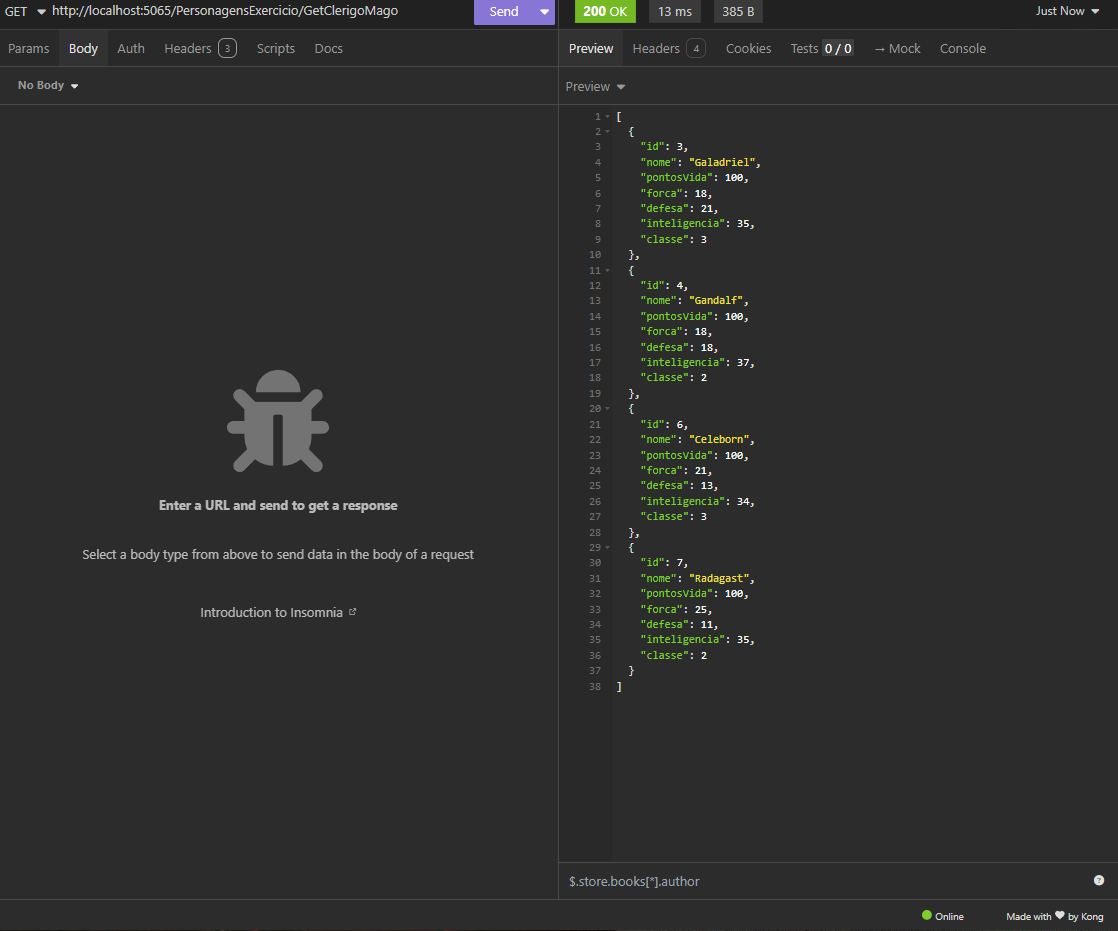 GET http://localhost:5065/PersonagensExercicio/GetClerigoMago Send 200 OK 13 ms 385 B Just Now
Params Body Auth Headers 3 Scripts Docs
Preview Headers 4 Cookies Tests 0 / 0 → Mock Console
No Body
Preview
1 [
2 {
3 "id": 3,
4 "nome": "Galadriel",
5 "pontosVida": 100,
6 "forca": 18,
7 "defesa": 21,
8 "inteligencia": 35,
9 "classe": 3
10 },
11 {
12 "id": 4,
13 "nome": "Gandalf",
14 "pontosVida": 100,
15 "forca": 18,
16 "defesa": 18,
17 "inteligencia": 37,
18 "classe": 2
19 },
20 {
21 "id": 6,
22 "nome": "Celeborn",
23 "pontosVida": 100,
24 "forca": 21,
25 "defesa": 13,
26 "inteligencia": 34,
27 "classe": 3
28 },
29 {
30 "id": 7,
31 "nome": "Radagast",
32 "pontosVida": 100,
33 "forca": 25,
34 "defesa": 11,
35 "inteligencia": 35,
36 "classe": 2
37 }
38 ]
Enter a URL and send to get a response
Select a body type from above to send data in the body of a request
Introduction to Insomnia
$.store.books[*].author
Online Made with ❤ by Kong